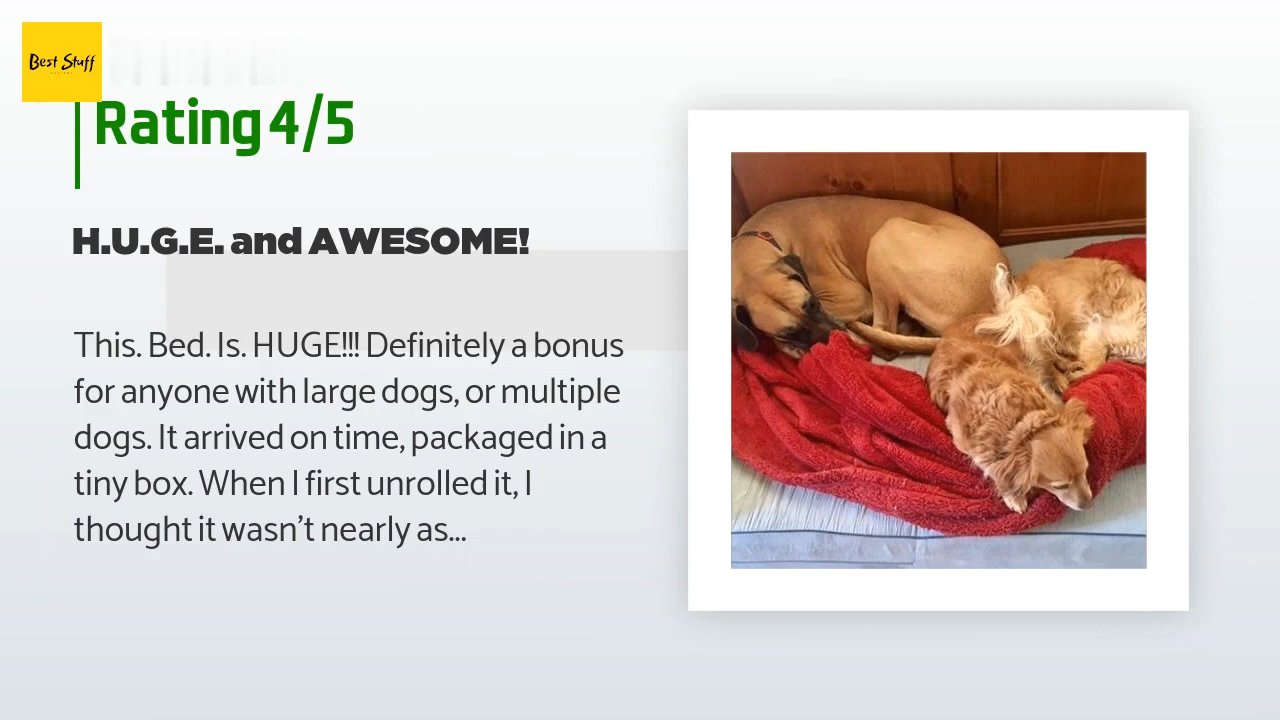 Best Stuff
Rating 4/5
H.U.G.E. and AWESOME!
This. Bed. Is. HUGE!!! Definitely a bonus
for anyone with large dogs, or multiple
dogs. It arrived on time, packaged in a
tiny box. When I first unrolled it, I
thought it wasn’t nearly as...